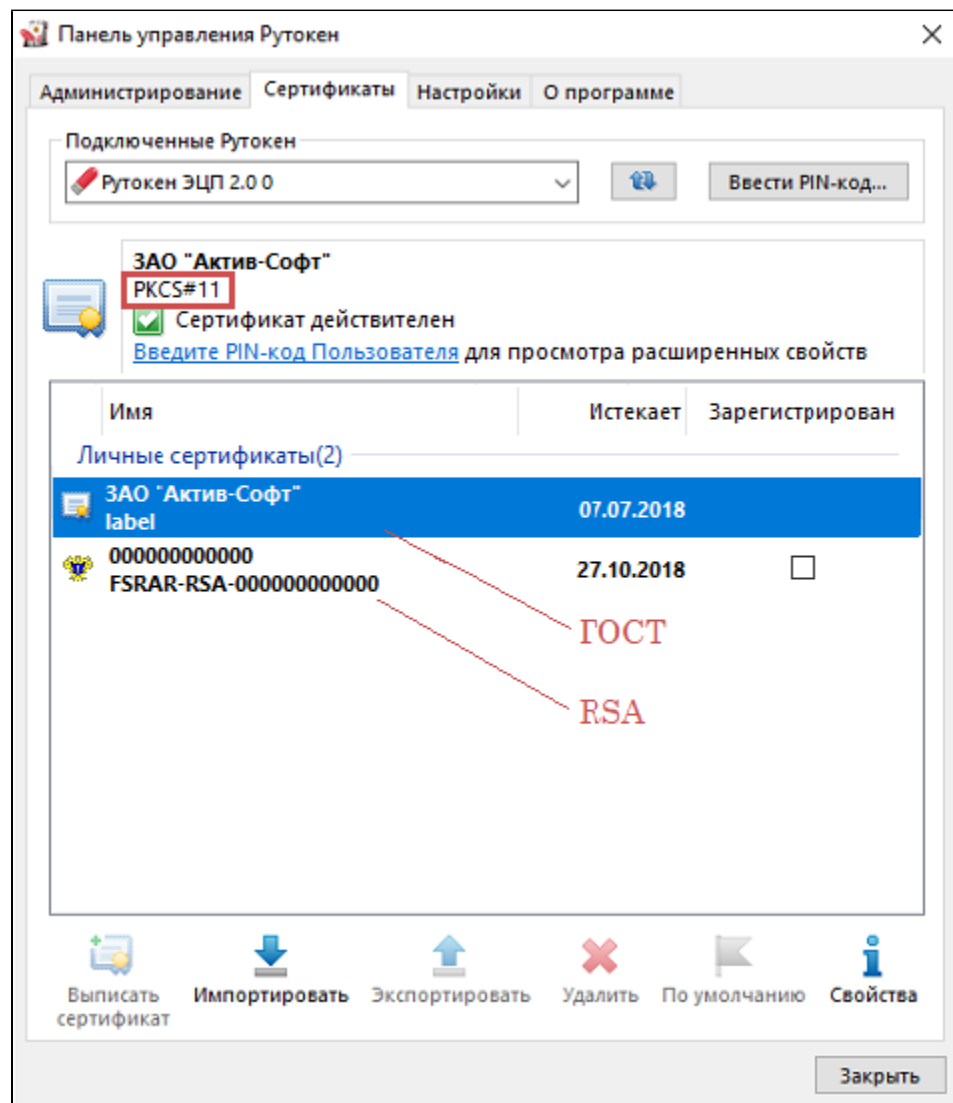 Панель управления Рутокен
Администрирование Сертификаты Настройки О программе
Подключенные Рутокен
Рутокен ЭЦП 2.0 0 Ввести PIN-код...
ЗАО "Актив-Софт"
PKCS#11
Сертификат действителен
Введите PIN-код Пользователя для просмотра расширенных свойств
Имя Истекает Зарегистрирован
Личные сертификаты(2)
ЗАО "Актив-Софт"
label 07.07.2018
000000000000
FSRAR-RSA-000000000000 27.10.2018
ГОСТ
RSA
Выписать сертификат Импортировать Экспортировать Удалить По умолчанию Свойства
Закрыть